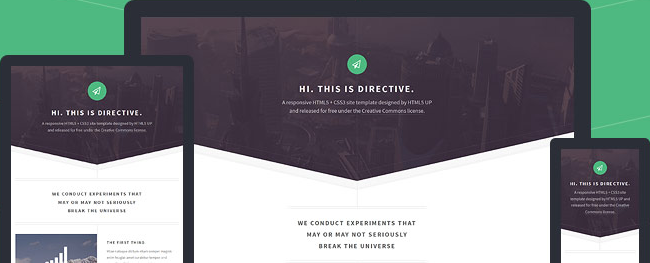 HI. THIS IS DIRECTIVE.
A responsive HTML5 + CSS3 site template designed by HTML5 UP
and released for free under the Creative Commons license.
WE CONDUCT EXPERIMENTS THAT
MAY OR MAY NOT SERIOUSLY
BREAK THE UNIVERSE
THE FIRST THING
HI. THIS IS DIRECTIVE.
A responsive HTML5 + CSS3 site template designed by HTML5 UP
and released for free under the Creative Commons license.
WE CONDUCT EXPERIMENTS THAT
MAY OR MAY NOT SERIOUSLY
BREAK THE UNIVERSE
HI. THIS IS DIRECTIVE.
A responsive HTML5 + CSS3 site
template designed by HTML5 UP and
released for free under the Creative
Commons license.